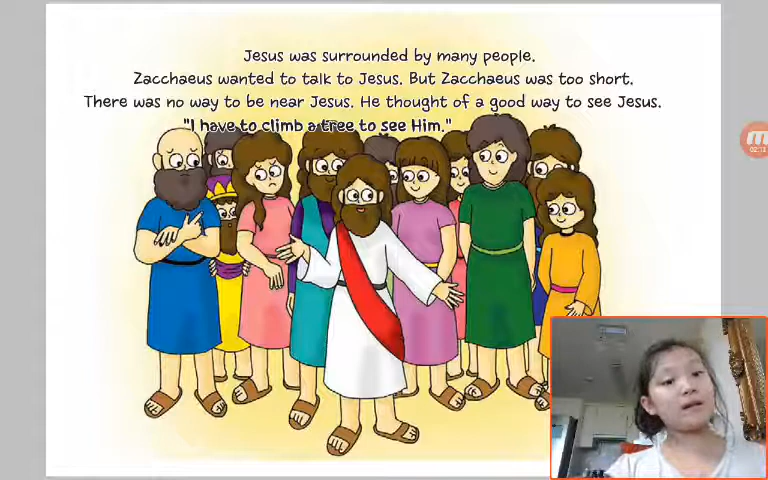 Jesus was surrounded by many people.
Zacchaeus wanted to talk to Jesus. But Zacchaeus was too short.
There was no way to be near Jesus. He thought of a good way to see Jesus.
"I have to climb a tree to see Him."
M